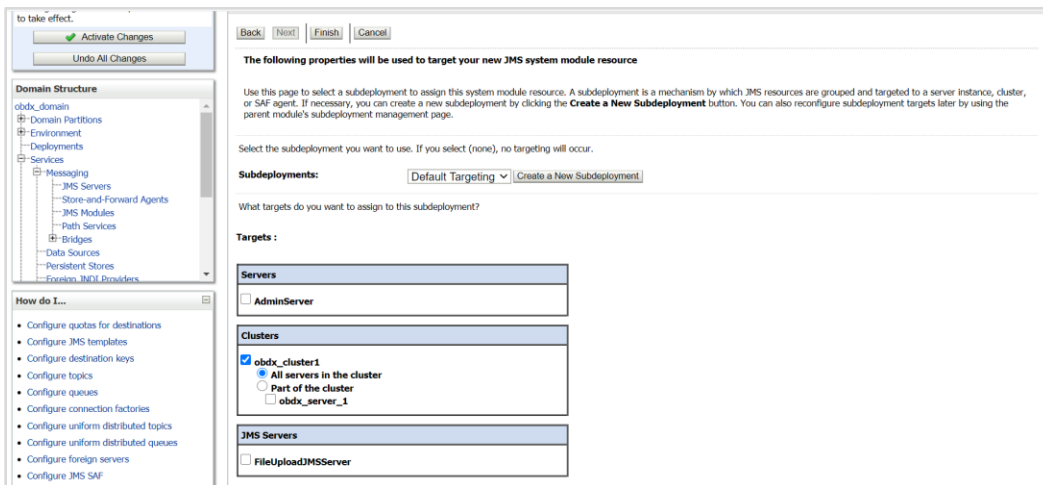 to take effect.
Activate Changes
Undo All Changes
Domain Structure
obdx_domain
Domain Partitions
Environment
Deployments
Services
Messaging
JMS Servers
Store-and-Forward Agents
JMS Modules
Path Services
Bridges
Data Sources
Persistent Stores
Foreign JNDI Providers
How do I...
Configure quotas for destinations
Configure JMS templates
Configure destination keys
Configure topics
Configure queues
Configure connection factories
Configure uniform distributed topics
Configure uniform distributed queues
Configure foreign servers
Configure JMS SAF
Back Next Finish Cancel
The following properties will be used to target your new JMS system module resource
Use this page to select a subdeployment to assign this system module resource. A subdeployment is a mechanism by which JMS resources are grouped and targeted to a server instance, cluster,
or SAF agent. If necessary, you can create a new subdeployment by clicking the Create a New Subdeployment button. You can also reconfigure subdeployment targets later by using the
parent module's subdeployment management page.
Select the subdeployment you want to use. If you select (none), no targeting will occur.
Subdeployments: Default Targeting Create a New Subdeployment
What targets do you want to assign to this subdeployment?
Targets :
Servers
AdminServer
Clusters
obdx_cluster1
All servers in the cluster
Part of the cluster
obdx_server_1
JMS Servers
FileUploadJMSServer